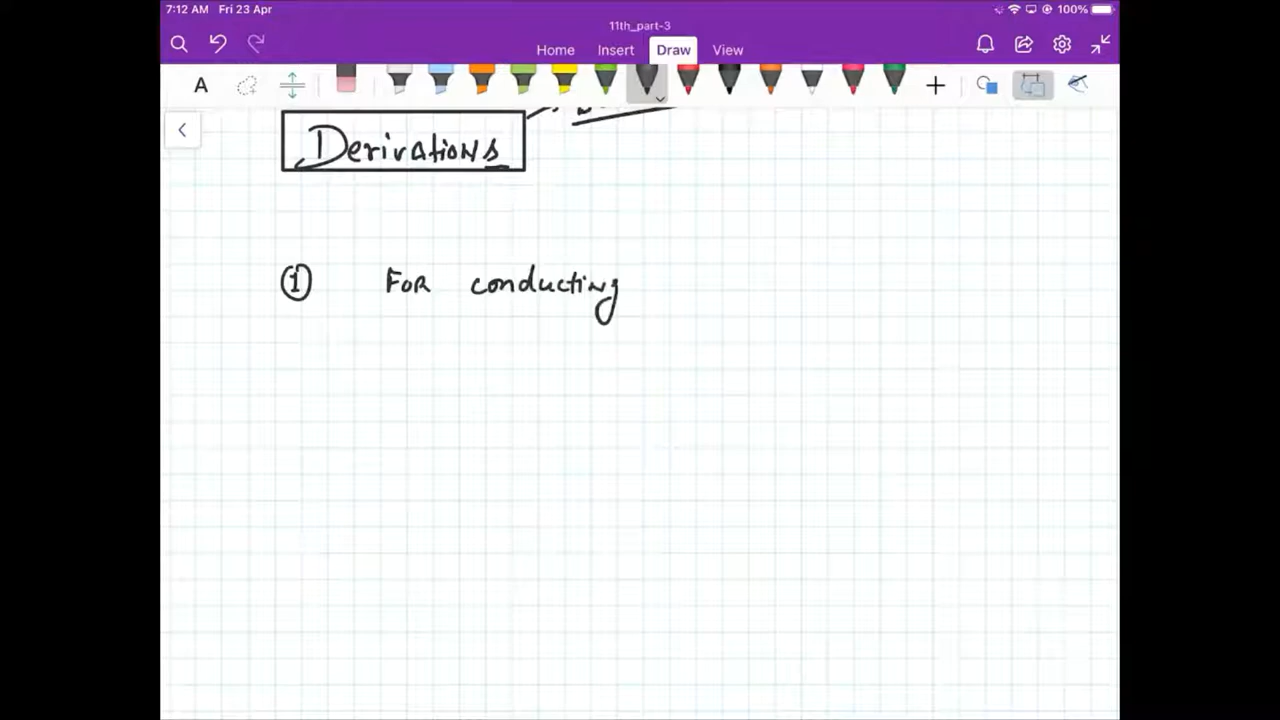 7:12 AM Fri 23 Apr
100%
11th_part-3
Home Insert Draw View
A
Derivations
① For conducting